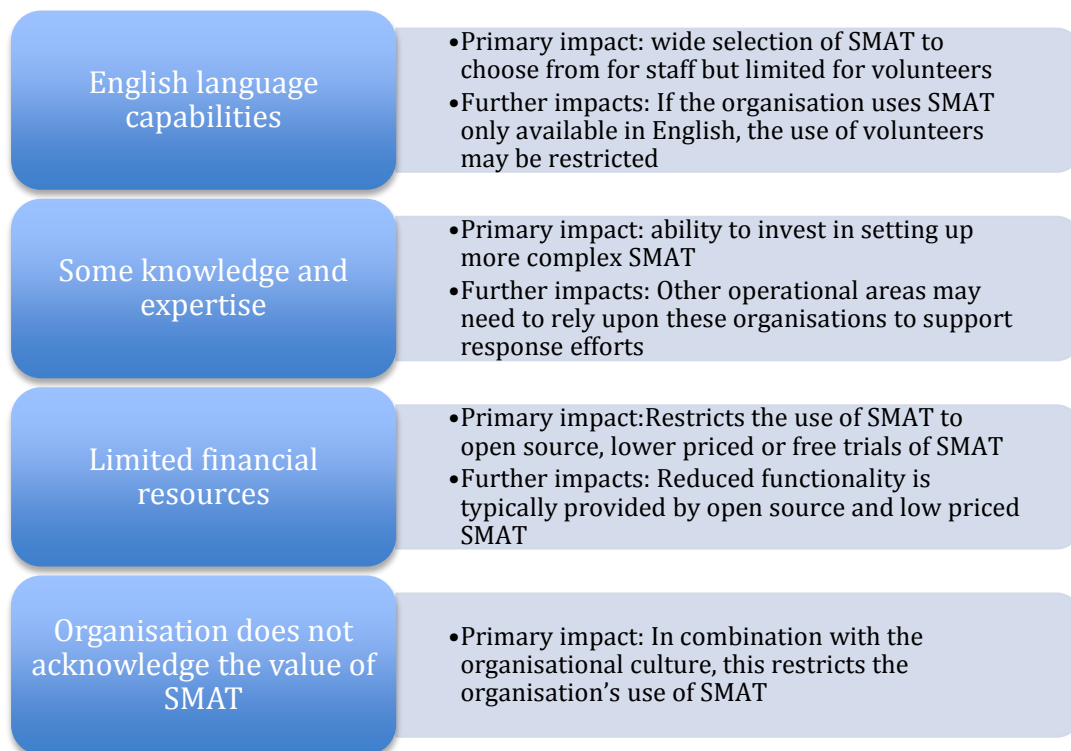 English language
capabilities
•Primary impact: wide selection of SMAT to
choose from for staff but limited for volunteers
•Further impacts: If the organisation uses SMAT
only available in English, the use of volunteers
may be restricted
Some knowledge and
expertise
•Primary impact: ability to invest in setting up
more complex SMAT
•Further impacts: Other operational areas may
need to rely upon these organisations to support
response efforts
Limited financial
resources
•Primary impact:Restricts the use of SMAT to
open source, lower priced or free trials of SMAT
•Further impacts: Reduced functionality is
typically provided by open source and low priced
SMAT
Organisation does not
acknowledge the value of
SMAT
•Primary impact: In combination with the
organisational culture, this restricts the
organisation’s use of SMAT